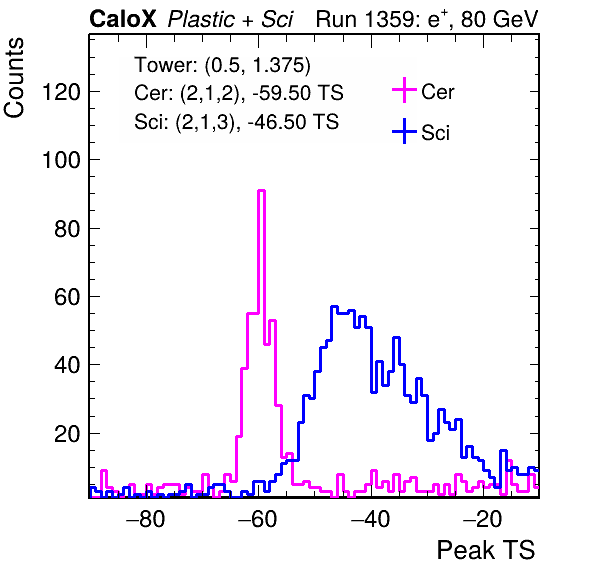 CaloX Plastic + Sci Run 1359: e+, 80 GeV
Counts
Tower: (0.5, 1.375)
Cer: (2,1,2), -59.50 TS
Sci: (2,1,3), -46.50 TS
Cer
Sci
120
100
80
60
40
20
−80 −60 −40 −20
Peak TS